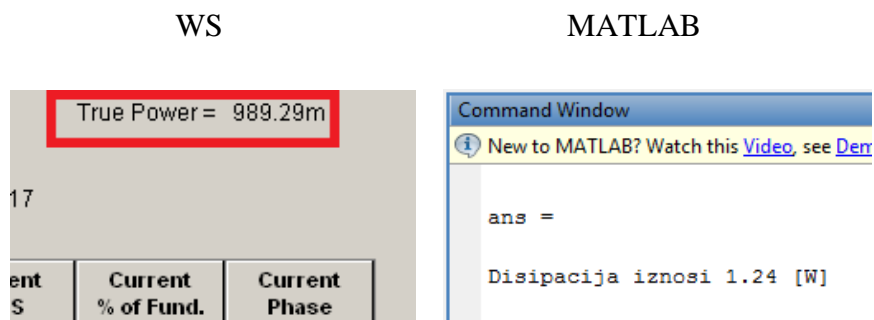 WS
MATLAB
True Power = 989.29m
17
ent
S
Current
% of Fund.
Current
Phase
Command Window
New to MATLAB? Watch this Video, see Dem
ans =
Disipacija iznosi 1.24 [W]